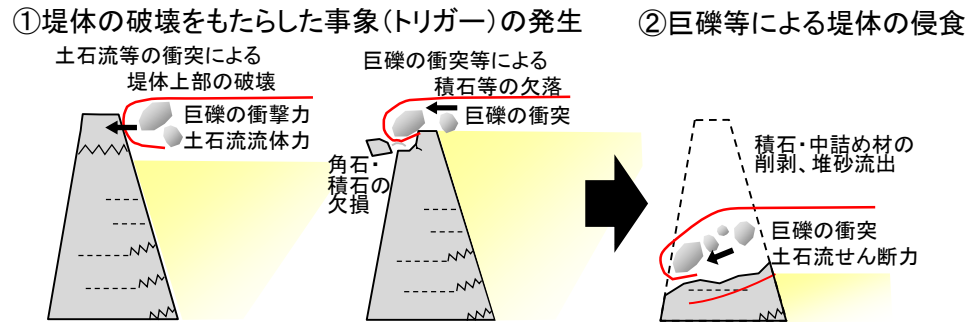 ①堤体の破壊をもたらした事象(トリガー)の発生
土石流等の衝突による
堤体上部の破壊
巨礫の衝撃力
土石流流体力
巨礫の衝突等による
積石等の欠落
巨礫の衝突
角石・
積石の
欠損
②巨礫等による堤体の侵食
積石・中詰め材の
削剥、堆砂流出
巨礫の衝突
土石流せん断力